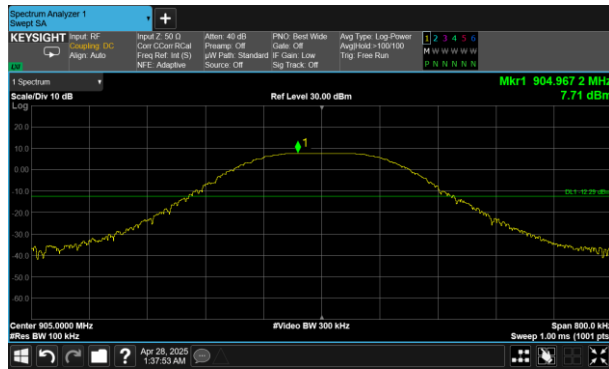 Spectrum Analyzer 1
Swept SA
KEYSIGHT
Input: RF
Coupling: DC
Align: Auto
Input Z: 50 Ω
Corr CCorr RCal
Freq Ref: Int (S)
NFE: Adaptive
Atten: 40 dB
Preamp: Off
µW Path: Standard
Source: Off
PNO: Best Wide
Gate: Off
IF Gain: Low
Sig Track: Off
Avg Type: Log-Power
Avg|Hold:>100/100
Trig: Free Run
1 2 3 4 5 6
M W W W W W
P N N N N N
1 Spectrum
Scale/Div 10 dB
Ref Level 30.00 dBm
Mkr1 904.967 2 MHz
7.71 dBm
Log
20.0
10.0
0.00
-10.0
-20.0
-30.0
-40.0
-50.0
-60.0
1
DL1 -12.29 dBm
Center 905.0000 MHz
#Res BW 100 kHz
#Video BW 300 kHz
Span 800.0 kHz
Sweep 1.00 ms (1001 pts)
Apr 28, 2025
1:37:53 AM